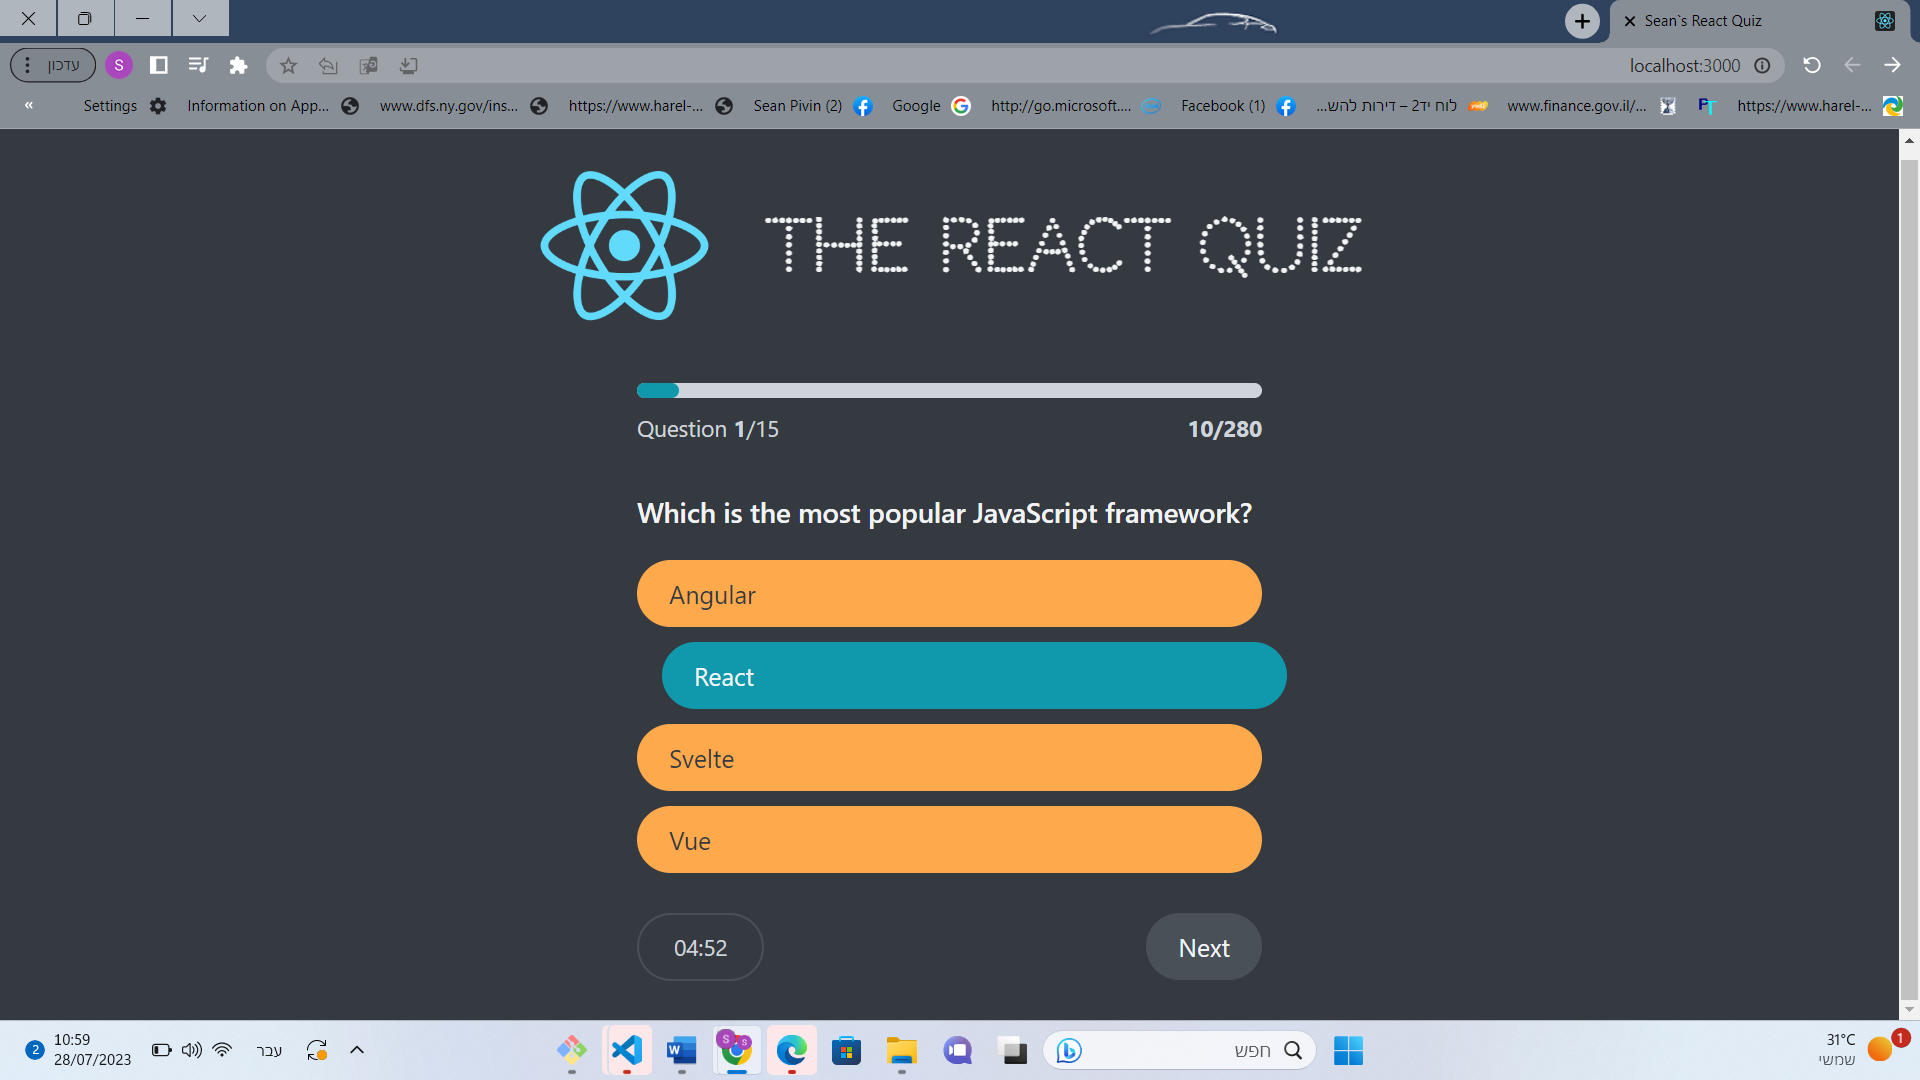 Sean`s React Quiz
עדכון
S
localhost:3000
«
Settings
Information on App...
www.dfs.ny.gov/ins...
https://www.harel-...
Sean Pivin (2)
Google
http://go.microsoft....
Facebook (1)
לוח יד2 – דירות להש...
www.finance.gov.il/...
PT
https://www.harel-...
THE REACT QUIZ
Question 1/15
10/280
Which is the most popular JavaScript framework?
Angular
React
Svelte
Vue
04:52
Next
2
10:59
28/07/2023
עבר
חפש
31°C
שמשי
1